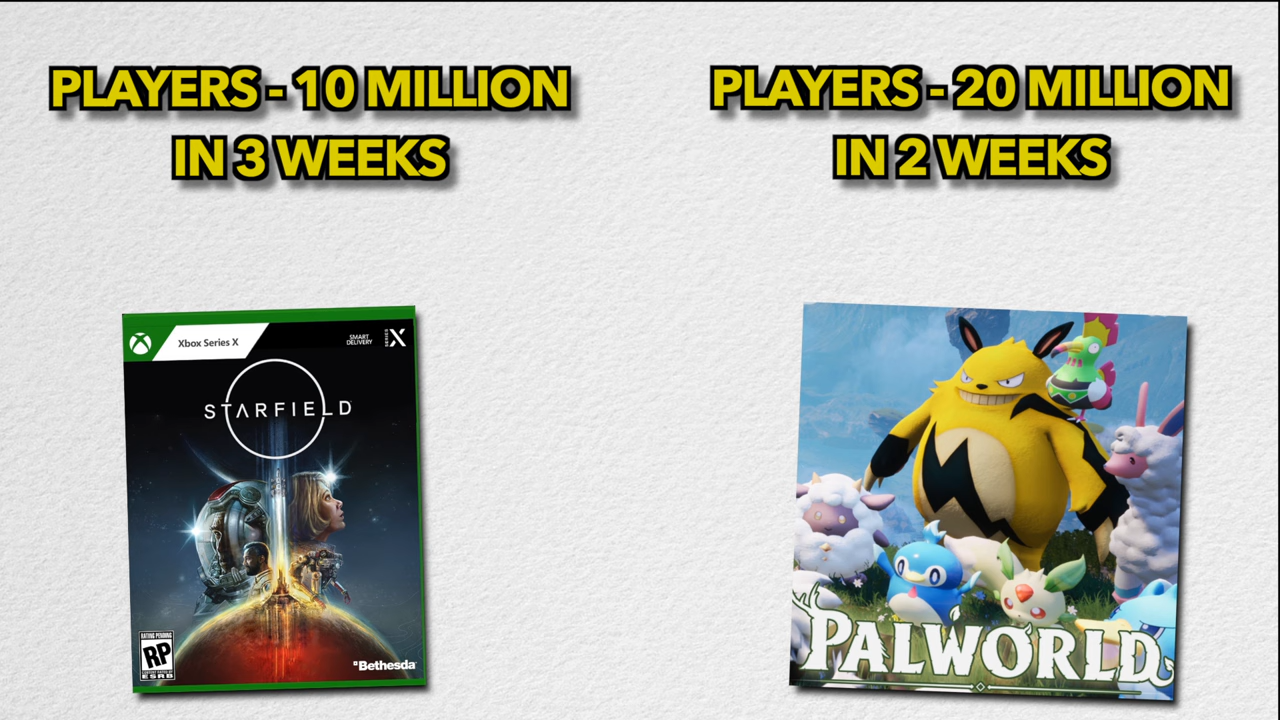 PLAYERS - 10 MILLION
IN 3 WEEKS
PLAYERS - 20 MILLION
IN 2 WEEKS
Xbox Series X
SMART
DELIVERY
SERIES X
STARFIELD
RATING PENDING
RP
ESRB
Bethesda
PALWORLD